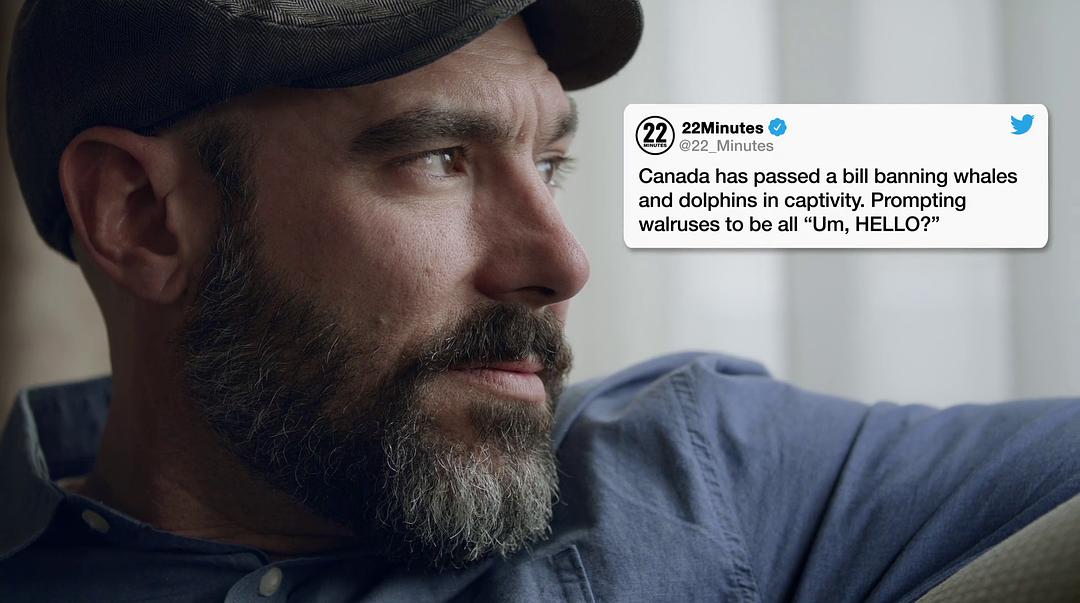 22
MINUTES
22Minutes
@22_Minutes
Canada has passed a bill banning whales
and dolphins in captivity. Prompting
walruses to be all “Um, HELLO?”